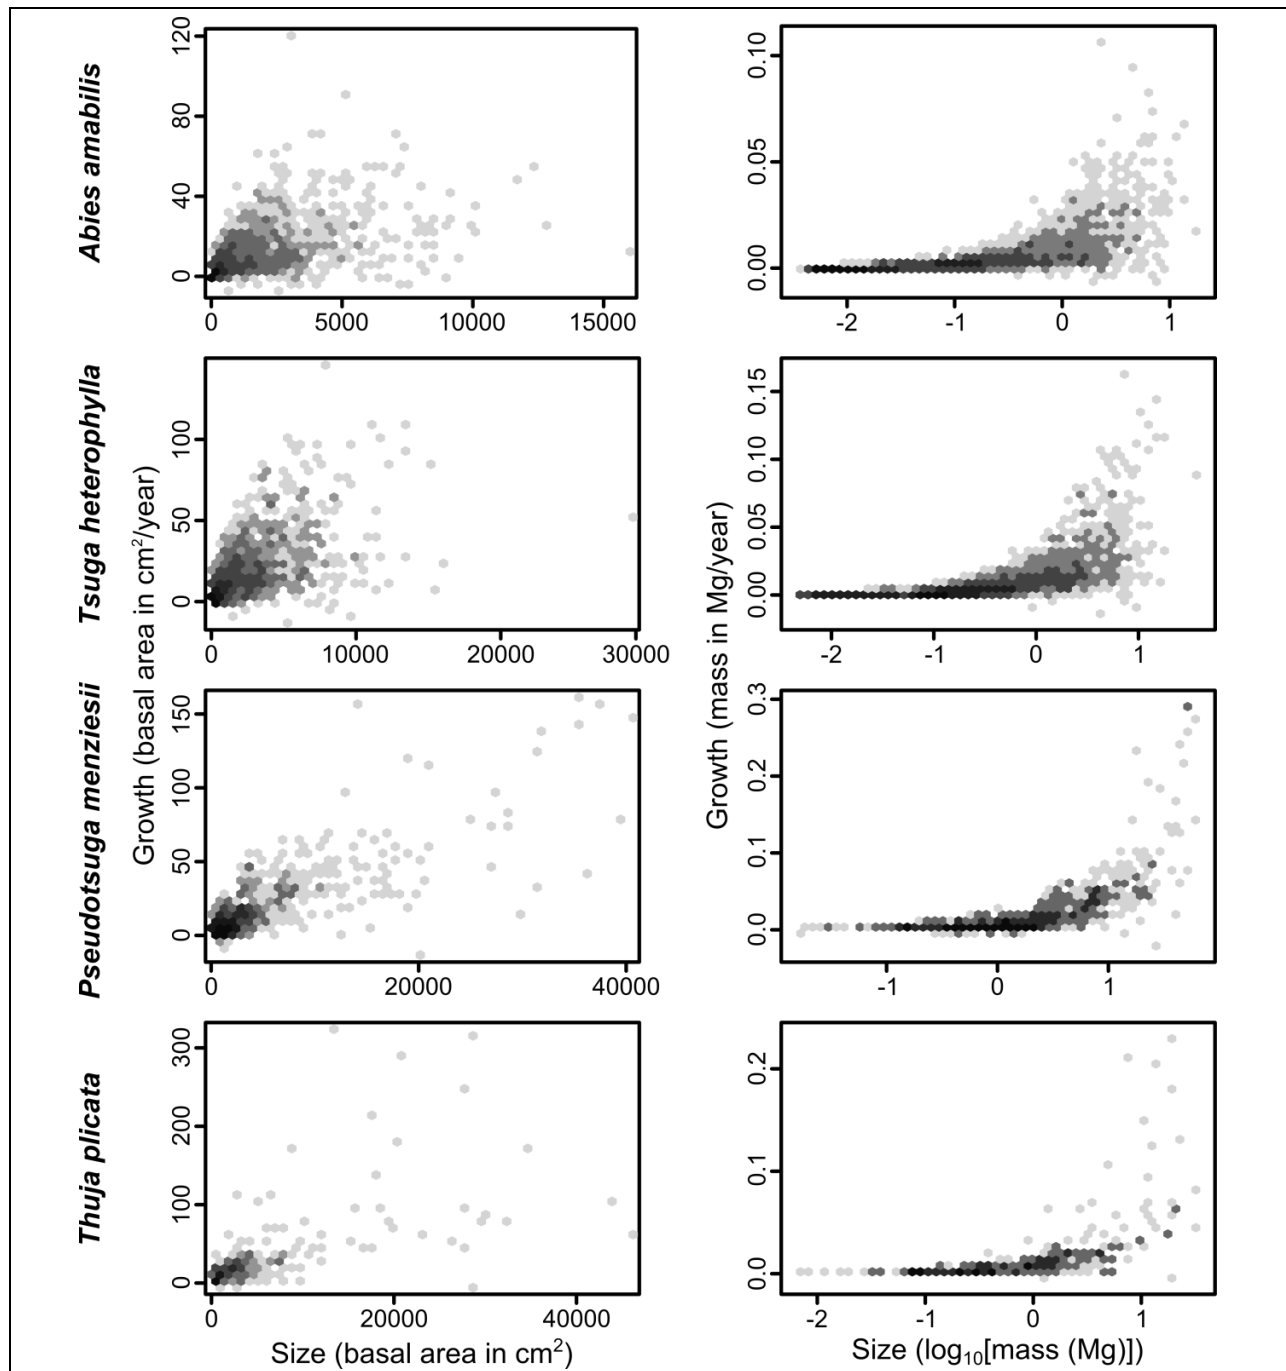 Abies amabilis
120
80
40
0
0 5000 10000 15000
0.10
0.05
0.00
-2 -1 0 1
Tsuga heterophylla
100
50
0
0 10000 20000 30000
0.15
0.10
0.05
0.00
-2 -1 0 1
Growth (basal area in cm²/year)
Growth (mass in Mg/year)
Pseudotsuga menziesii
150
100
50
0
0 20000 40000
0.3
0.2
0.1
0.0
-1 0 1
Thuja plicata
300
200
100
0
0 20000 40000
0.2
0.1
0.0
-2 -1 0 1
Size (basal area in cm²)
Size (log₁₀[mass (Mg)])